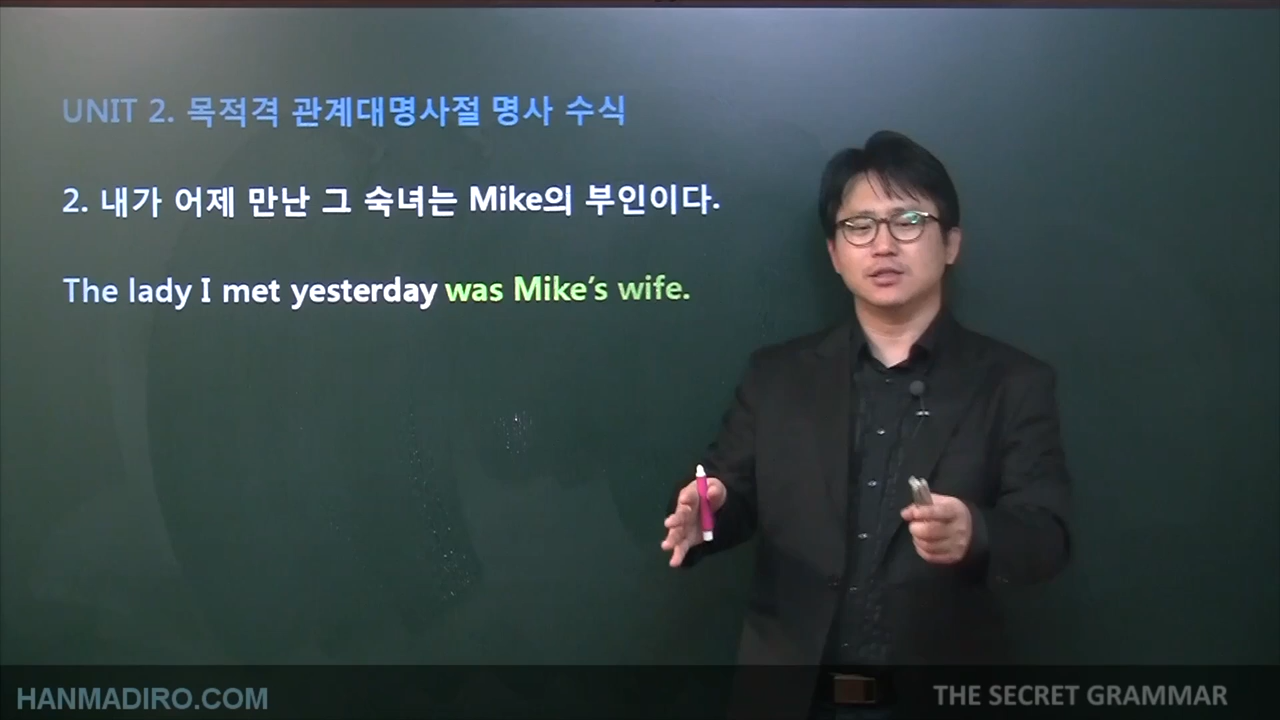 UNIT 2. 목적격 관계대명사절 명사 수식
2. 내가 어제 만난 그 숙녀는 Mike의 부인이다.
The lady I met yesterday was Mike's wife.
HANMADIRO.COM
THE SECRET GRAMMAR